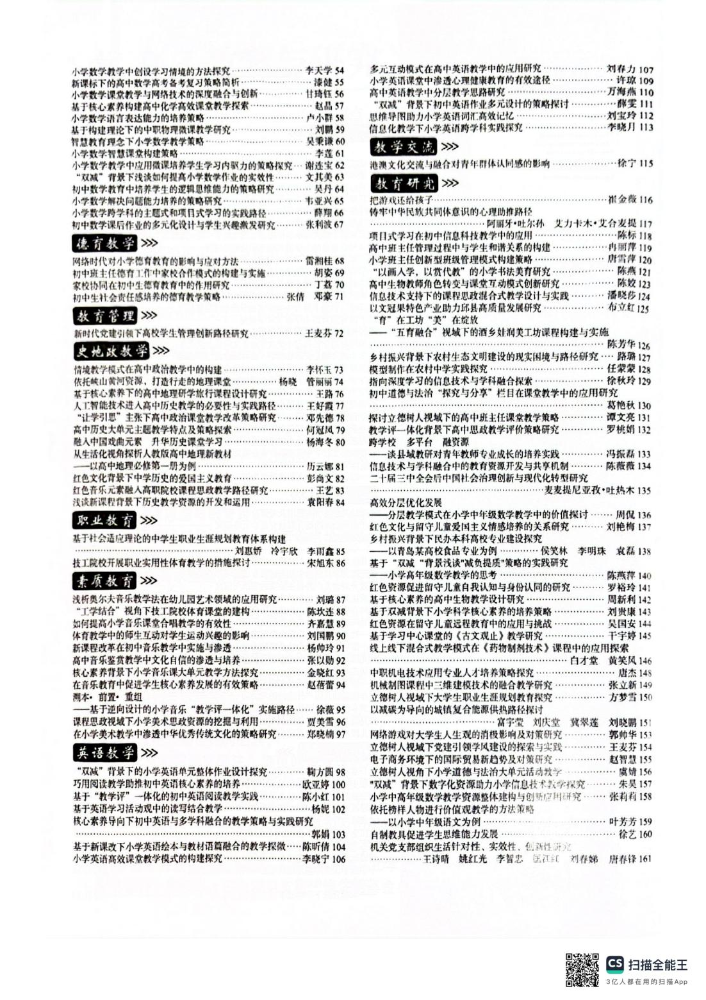 小学数学教学中创设学习情境的方法探究 李天学 54
新课标下的高中数学高考备考复习策略简析 漆健 55
小学数学课堂教学与网络技术的深度融合与创新 甘琦钰 56
基于核心素养构建高中化学高效课堂教学探索 赵晶 57
小学数学语言表达能力的培养策略 卢小群 58
基于构建理论下的中职物理微课教学研究 刘鹏 59
智慧教育理念下小学数学教学策略 吴秉谦 60
小学数学智慧课堂构建策略 李莲 61
小学数学教学中应用微课培养学生学习内驱力的策略探究 谢连宝 62
“双减”背景下浅谈如何提高小学数学作业的实效性 文其美 63
初中数学教育中培养学生的逻辑思维能力的策略研究 吴丹 64
小学数学解决问题能力培养的策略研究 韦亚兴 65
小学数学跨学科的主题式和项目式学习的实践路径 薛翔 66
初中数学课后作业的多元化设计与学生兴趣激发研究 张利波 67
德育教学 >>>
网络时代对小学德育教育的影响与应对方法 雷湘桂 68
初中班主任德育工作中家校合作模式的构建与实施 胡姿 69
家校协同在初中生德育教育中的作用研究 丁荔 70
初中生社会责任感培养的德育教学策略 张倩 邓豪 71
教育管理 >>>
新时代党建引领下高校学生管理创新路径研究 王麦芬 72
史地政教学 >>>
情境教学模式在高中政治教学中的构建 李怀玉 73
依托峡山黄河资源，打造行走的地理课堂 杨晓 管丽丽 74
基于核心素养下的高中地理研学旅行课程设计研究 王路 76
人工智能技术进入高中历史教学的必要性与实践路径 王好霞 77
“让学引思”主张下高中政治课堂教学改革策略研究 邓先德 78
高中历史大单元主题教学特点及策略探索 何冠凤 79
融入中国戏曲元素 升华历史课堂学习 杨海冬 80
从生活化视角探析人教版高中地理新教材
——以高中地理必修第一册为例 历云娜 81
红色文化背景下中学历史的爱国主义教育 彭尚文 82
红色音乐元素融入高职院校课程思政教学路径研究 王艺 83
浅谈新课程背景下历史教学资源的开发和运用 袁阳春 84
职业教育 >>>
基于社会适应理论的中学生职业生涯规划教育体系构建
刘惠娇 冷宇欣 李雨鑫 85
技工院校开展职业实用性体育教学的措施探讨 宋旭东 86
素质教育 >>>
浅析奥尔夫音乐教学法在幼儿园艺术领域的应用研究 刘璐 87
“工学结合”视角下技工院校体育课堂的建构 陈坎连 88
如何提高小学音乐课堂合唱教学的有效性 齐嘉慧 89
体育教学中的师生互动对学生运动兴趣的影响 刘国鹏 90
新课程改革在初中音乐教学中实施与渗透 杨帅玲 91
高中音乐鉴赏教学中文化自信的渗透与培养 张以勋 92
核心素养背景下小学音乐课大单元教学方法探究 金晓红 93
在音乐教育中促进学生核心素养发展的有效策略 赵蓓蕾 94
溯本·前置·重组
——基于逆向设计的小学音乐“教学评一体化”实施路径 徐薇 95
课程思政视域下小学美术思政资源的挖掘与利用 贾美雪 96
在小学美术教学中渗透中华优秀传统文化的策略研究 郑晓楠 97
英语教学 >>>
“双减”背景下的小学英语单元整体作业设计探究 鞠方圆 98
巧用阅读教学助推初中英语核心素养的培养 欧亚婷 100
基于“教学评”一体化的初中英语阅读教学实践 陈小红 101
基于英语学习活动观中的读写结合教学 杨妮 102
核心素养导向下初中英语与多学科融合的教学策略与实践研究
郭娟 103
基于新课改下小学英语绘本与教材语篇融合的教学探微 陈昕倩 104
小学英语高效课堂教学模式的构建探究 李晓宁 106
多元互动模式在高中英语教学中的应用研究 刘春力 107
小学英语课堂中渗透心理健康教育的有效途径 许琼 109
高中英语教学中分层教学思路研究 万海燕 110
“双减”背景下初中英语作业多元设计的策略探讨 薛雯 111
思维导图助力小学英语词汇高效记忆 刘宝玲 112
信息化教学下小学英语跨学科实践探究 李晓月 113
教学交流 >>>
港澳文化交流与融合对青年群体认同感的影响 徐宁 115
教育研究 >>>
把游戏还给孩子 崔金薇 116
铸牢中华民族共同体意识的心理助推路径
阿丽牙·吐尔孙 艾力卡木·艾合麦提 117
项目式学习在初中信息科技教学中的应用 陈标 118
高中班主任管理过程中与学生和谐关系的构建 冉丽萍 119
小学班主任创新型班级管理模式构建策略 唐雪萍 120
“以画入学，以赏代教”的小学书法美育研究 陈燕 121
高中生物教师角色转变与课堂互动模式创新研究 陈姣 123
信息技术支持下的课程思政混合式教学设计与实践 潘晓莎 124
以文冠果特色产业助力邱县高质量发展研究 布立红 125
“育”在工坊 “美”在绽放
——“五育融合”视域下的酒乡娃润美工坊课程构建与实施
陈芳华 126
乡村振兴背景下农村生态文明建设的现实困境与路径研究 路璐 127
模型制作在农村中学实践探究 任蒙蒙 128
指向深度学习的信息技术与学科融合探索 徐秋玲 129
初中道德与法治“探究与分享”栏目在课堂教学中的应用研究
葛艳秋 130
探讨立德树人视域下的高中班主任课堂教学策略 谭文亮 131
教学评一体化背景下高中思政教学评价策略研究 罗桃娟 132
跨学校 多平台 融资源
——谈县域教研对青年教师专业成长的培养实践 冯振磊 133
信息技术与学科融合中的教育资源开发与共享机制 陈薇薇 134
二十届三中全会后中国社会治理创新与现代化转型研究
麦麦提尼亚孜·吐热木 135
高效分层优化发展
——分层教学模式在小学中年级数学教学中的价值探讨 周侃 136
红色文化与留守儿童爱国主义情感培养的关系研究 刘艳梅 137
乡村振兴背景下民办本科高校专业建设探究
——以青岛某高校食品专业为例 侯笑林 李明珠 袁磊 138
基于“双减 “背景浅谈"减负提质"策略的实践研究
——小学高年级数学教学的思考 陈燕萍 140
红色资源促进留守儿童自我认知与身份认同的研究 罗裕玲 141
基于核心素养的高中生物教学设计研究 周新利 142
基于双减背景下小学科学核心素养的培养策略 刘贵康 143
红色资源在留守儿童远程教育中的应用与挑战 吴国安 144
基于学习中心课堂的《古文观止》教学研究 干宇婷 145
线上线下混合式教学模式在《药物制剂技术》课程中的应用探索
白才堂 黄笑风 146
中职机电技术应用专业人才培养策略探究 唐杰 148
机械制图课程中三维建模技术的融合教学研究 张立新 149
立德树人视域下大学生职业生涯规划教育探究 方梦雪 150
以减碳为导向的城镇复合能源供热路径探讨
富宇莹 刘庆堂 冀翠莲 刘晓鹏 151
网络游戏对大学生人生观的消极影响及对策研究 郭帅华 153
立德树人视域下党建引领学风建设的探索与实践 王麦芬 154
电子商务环境下的国际贸易新趋势及对策研究 赵智慧 155
立德树人视角下小学道德与法治大单元活动教学 虞婧 156
"双减”背景下数字化资源助力小学信息技术教学探究 朱昊 157
小学中高年级数学教学资源整体建构与创新应用研究 张莉莉 158
依托榜样人物进行价值观教学的方法策略
——以小学中年级语文为例 叶芳芳 159
自制教具促进学生思维能力发展 徐艺 160
机关党支部组织生活针对性、实效性、创新性研究
王诗晴 姚红光 李智忠 匡江红 刘春娣 唐春锋 161
CS 扫描全能王
3亿人都在用的扫描App